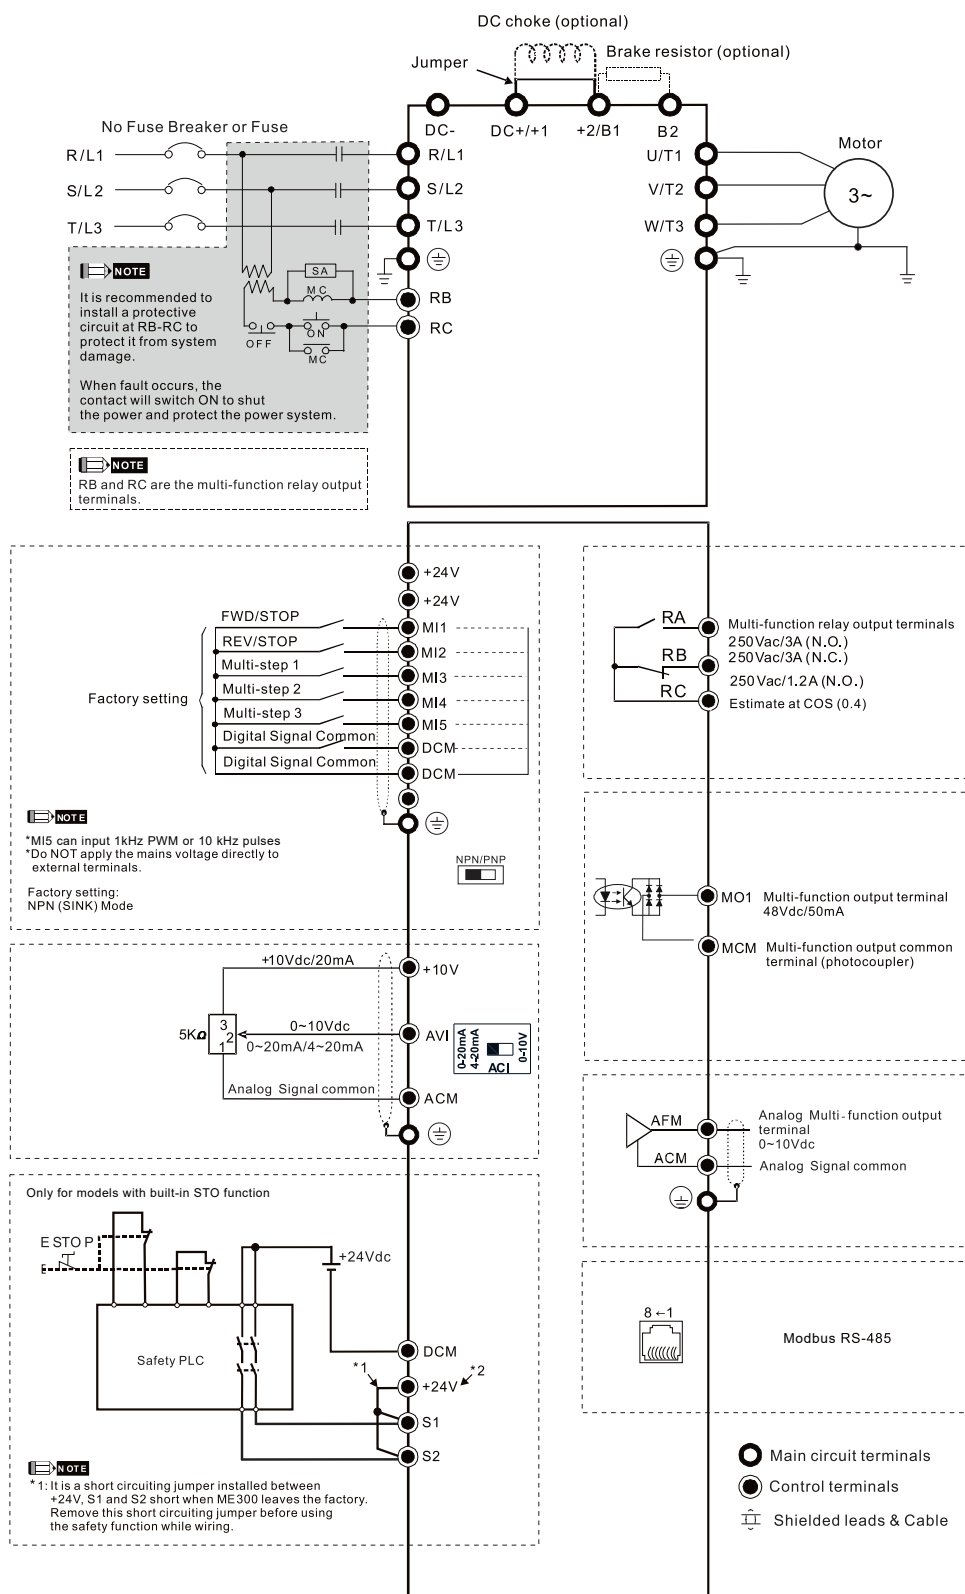 DC choke (optional)
Brake resistor (optional)
Jumper
DC-
DC+/+1
+2/B1
B2
No Fuse Breaker or Fuse
R/L1
R/L1
U/T1
Motor
S/L2
S/L2
V/T2
3~
T/L3
T/L3
W/T3
NOTE
It is recommended to
install a protective
circuit at RB-RC to
protect it from system
damage.
When fault occurs, the
contact will switch ON to shut
the power and protect the power system.
SA
MC
RB
OFF
ON
MC
RC
NOTE
RB and RC are the multi-function relay output
terminals.
+24V
+24V
Factory setting
FWD/STOP
MI1
REV/STOP
MI2
Multi-step 1
MI3
Multi-step 2
MI4
Multi-step 3
MI5
Digital Signal Common
DCM
Digital Signal Common
DCM
NOTE
*MI5 can input 1kHz PWM or 10 kHz pulses
*Do NOT apply the mains voltage directly to
external terminals.
Factory setting:
NPN (SINK) Mode
NPN/PNP
RA
RB
RC
Multi-function relay output terminals
250Vac/3A (N.O.)
250Vac/3A (N.C.)
250Vac/1.2A (N.O.)
Estimate at COS (0.4)
MO1
Multi-function output terminal
48Vdc/50mA
MCM
Multi-function output common
terminal (photocoupler)
+10Vdc/20mA
+10V
5KΩ
3
2
1
0~10Vdc
0~20mA/4~20mA
AVI
0-20mA
4-20mA
ACI
0-10V
Analog Signal common
ACM
AFM
Analog Multi-function output
terminal
0~10Vdc
ACM
Analog Signal common
Only for models with built-in STO function
ESTOP
+24Vdc
Safety PLC
DCM
*1
+24V
*2
S1
S2
NOTE
*1: It is a short circuiting jumper installed between
+24V, S1 and S2 short when ME300 leaves the factory.
Remove this short circuiting jumper before using
the safety function while wiring.
8←1
Modbus RS-485
Main circuit terminals
Control terminals
Shielded leads & Cable